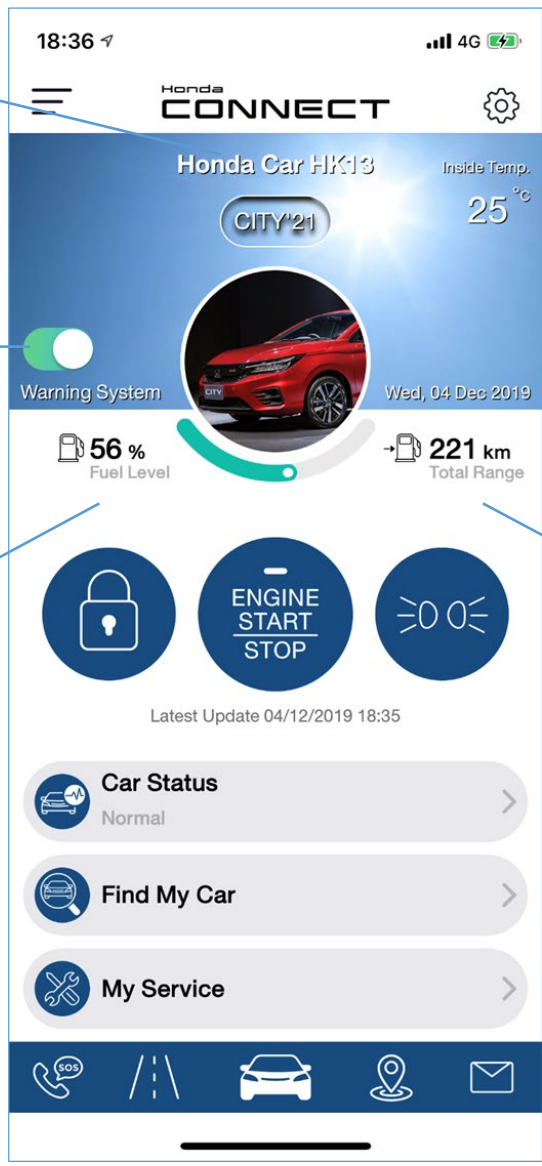 18:36
4G
Honda
CONNECT
Honda Car HK13
Inside Temp.
25 °C
CITY'21
CITY
Warning System
Wed, 04 Dec 2019
56 %
Fuel Level
221 km
Total Range
ENGINE
START
STOP
Latest Update 04/12/2019 18:35
Car Status
Normal
Find My Car
My Service
SOS